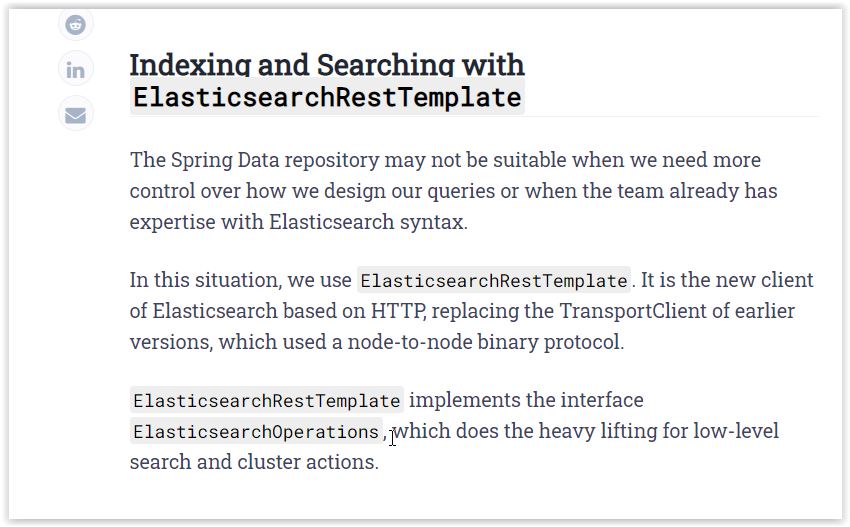 in
Indexing and Searching with
ElasticsearchRestTemplate
The Spring Data repository may not be suitable when we need more
control over how we design our queries or when the team already has
expertise with Elasticsearch syntax.
In this situation, we use ElasticsearchRestTemplate. It is the new client
of Elasticsearch based on HTTP, replacing the TransportClient of earlier
versions, which used a node-to-node binary protocol.
ElasticsearchRestTemplate implements the interface
ElasticsearchOperations, which does the heavy lifting for low-level
search and cluster actions.